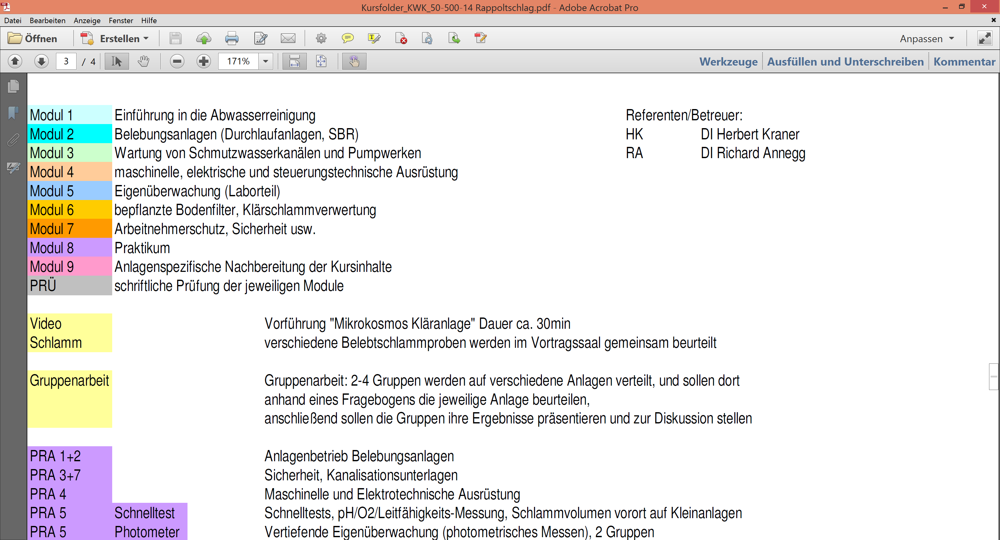 Kursfolder_KWK_50-500-14 Rappoltschlag.pdf - Adobe Acrobat Pro
Datei Bearbeiten Anzeige Fenster Hilfe
Öffnen Erstellen Anpassen
3 / 4 171% Werkzeuge Ausfüllen und Unterschreiben Kommentar
Modul 1 Einführung in die Abwasserreinigung Referenten/Betreuer:
Modul 2 Belebungsanlagen (Durchlaufanlagen, SBR) HK DI Herbert Kraner
Modul 3 Wartung von Schmutzwasserkanälen und Pumpwerken RA DI Richard Annegg
Modul 4 maschinelle, elektrische und steuerungstechnische Ausrüstung
Modul 5 Eigenüberwachung (Laborteil)
Modul 6 bepflanzte Bodenfilter, Klärschlammverwertung
Modul 7 Arbeitnehmerschutz, Sicherheit usw.
Modul 8 Praktikum
Modul 9 Anlagenspezifische Nachbereitung der Kursinhalte
PRÜ schriftliche Prüfung der jeweiligen Module
Video Vorführung "Mikrokosmos Kläranlage" Dauer ca. 30min
Schlamm verschiedene Belebtschlammproben werden im Vortragssaal gemeinsam beurteilt
Gruppenarbeit Gruppenarbeit: 2-4 Gruppen werden auf verschiedene Anlagen verteilt, und sollen dort
anhand eines Fragebogens die jeweilige Anlage beurteilen,
anschließend sollen die Gruppen ihre Ergebnisse präsentieren und zur Diskussion stellen
PRA 1+2 Anlagenbetrieb Belebungsanlagen
PRA 3+7 Sicherheit, Kanalisationsunterlagen
PRA 4 Maschinelle und Elektrotechnische Ausrüstung
PRA 5 Schnelltest Schnelltests, pH/O2/Leitfähigkeits-Messung, Schlammvolumen vorort auf Kleinanlagen
PRA 5 Photometer Vertiefende Eigenüberwachung (photometrisches Messen), 2 Gruppen